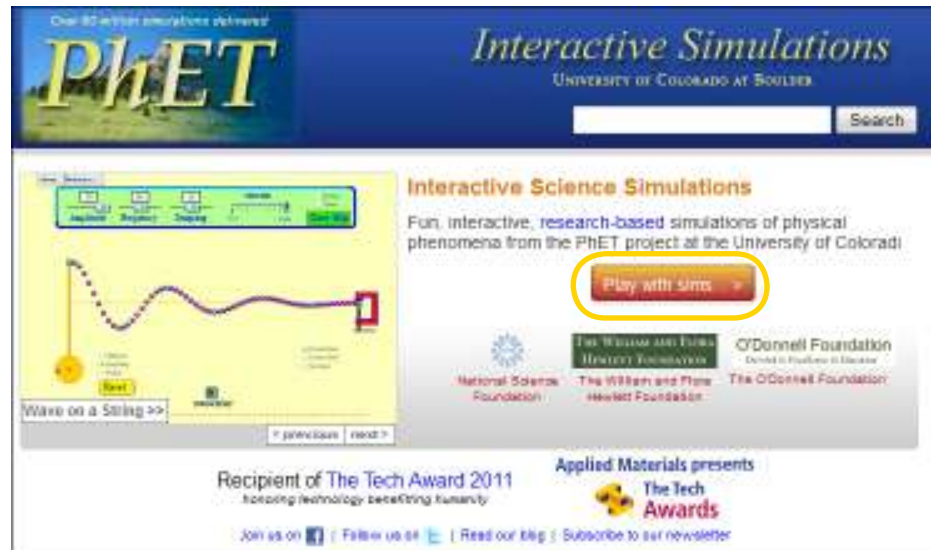 Over 80 million simulations delivered
PhET
Interactive Simulations
UNIVERSITY OF COLORADO AT BOULDER
Search
Interactive Science Simulations
Fun, interactive, research-based simulations of physical
phenomena from the PhET project at the University of Coloradi
Play with sims >
Amplitude Frequency Damping
National Science
Foundation
THE WILLIAM AND FLORA
HEWLETT FOUNDATION
The William and Flora
Hewlett Foundation
O'Donnell Foundation
The O'Donnell Foundation
Wave on a String >>
< previous next >
Recipient of The Tech Award 2011
honoring technology benefitting humanity
Applied Materials presents
The Tech
Awards
Join us on | Follow us on | Read our blog | Subscribe to our newsletter